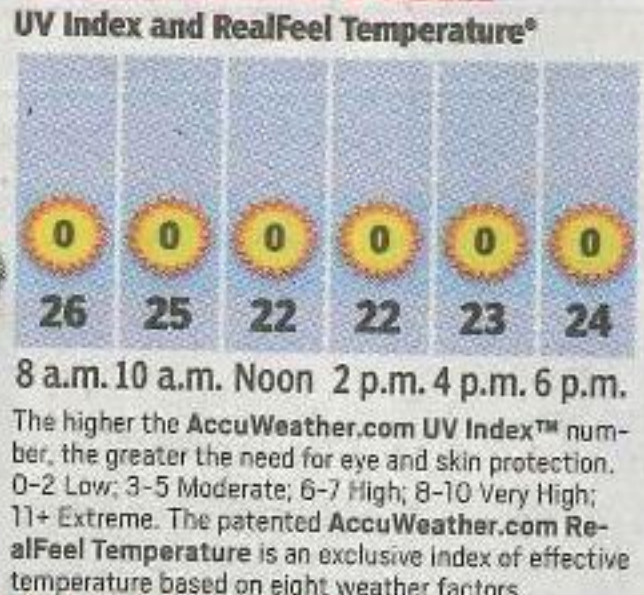 UV Index and RealFeel Temperature®
0 0 0 0 0 0
26 25 22 22 23 24
8 a.m. 10 a.m. Noon 2 p.m. 4 p.m. 6 p.m.
The higher the AccuWeather.com UV Index™ num-
ber, the greater the need for eye and skin protection.
0-2 Low; 3-5 Moderate; 6-7 High; 8-10 Very High;
11+ Extreme. The patented AccuWeather.com Re-
alFeel Temperature is an exclusive index of effective
temperature based on eight weather factors.